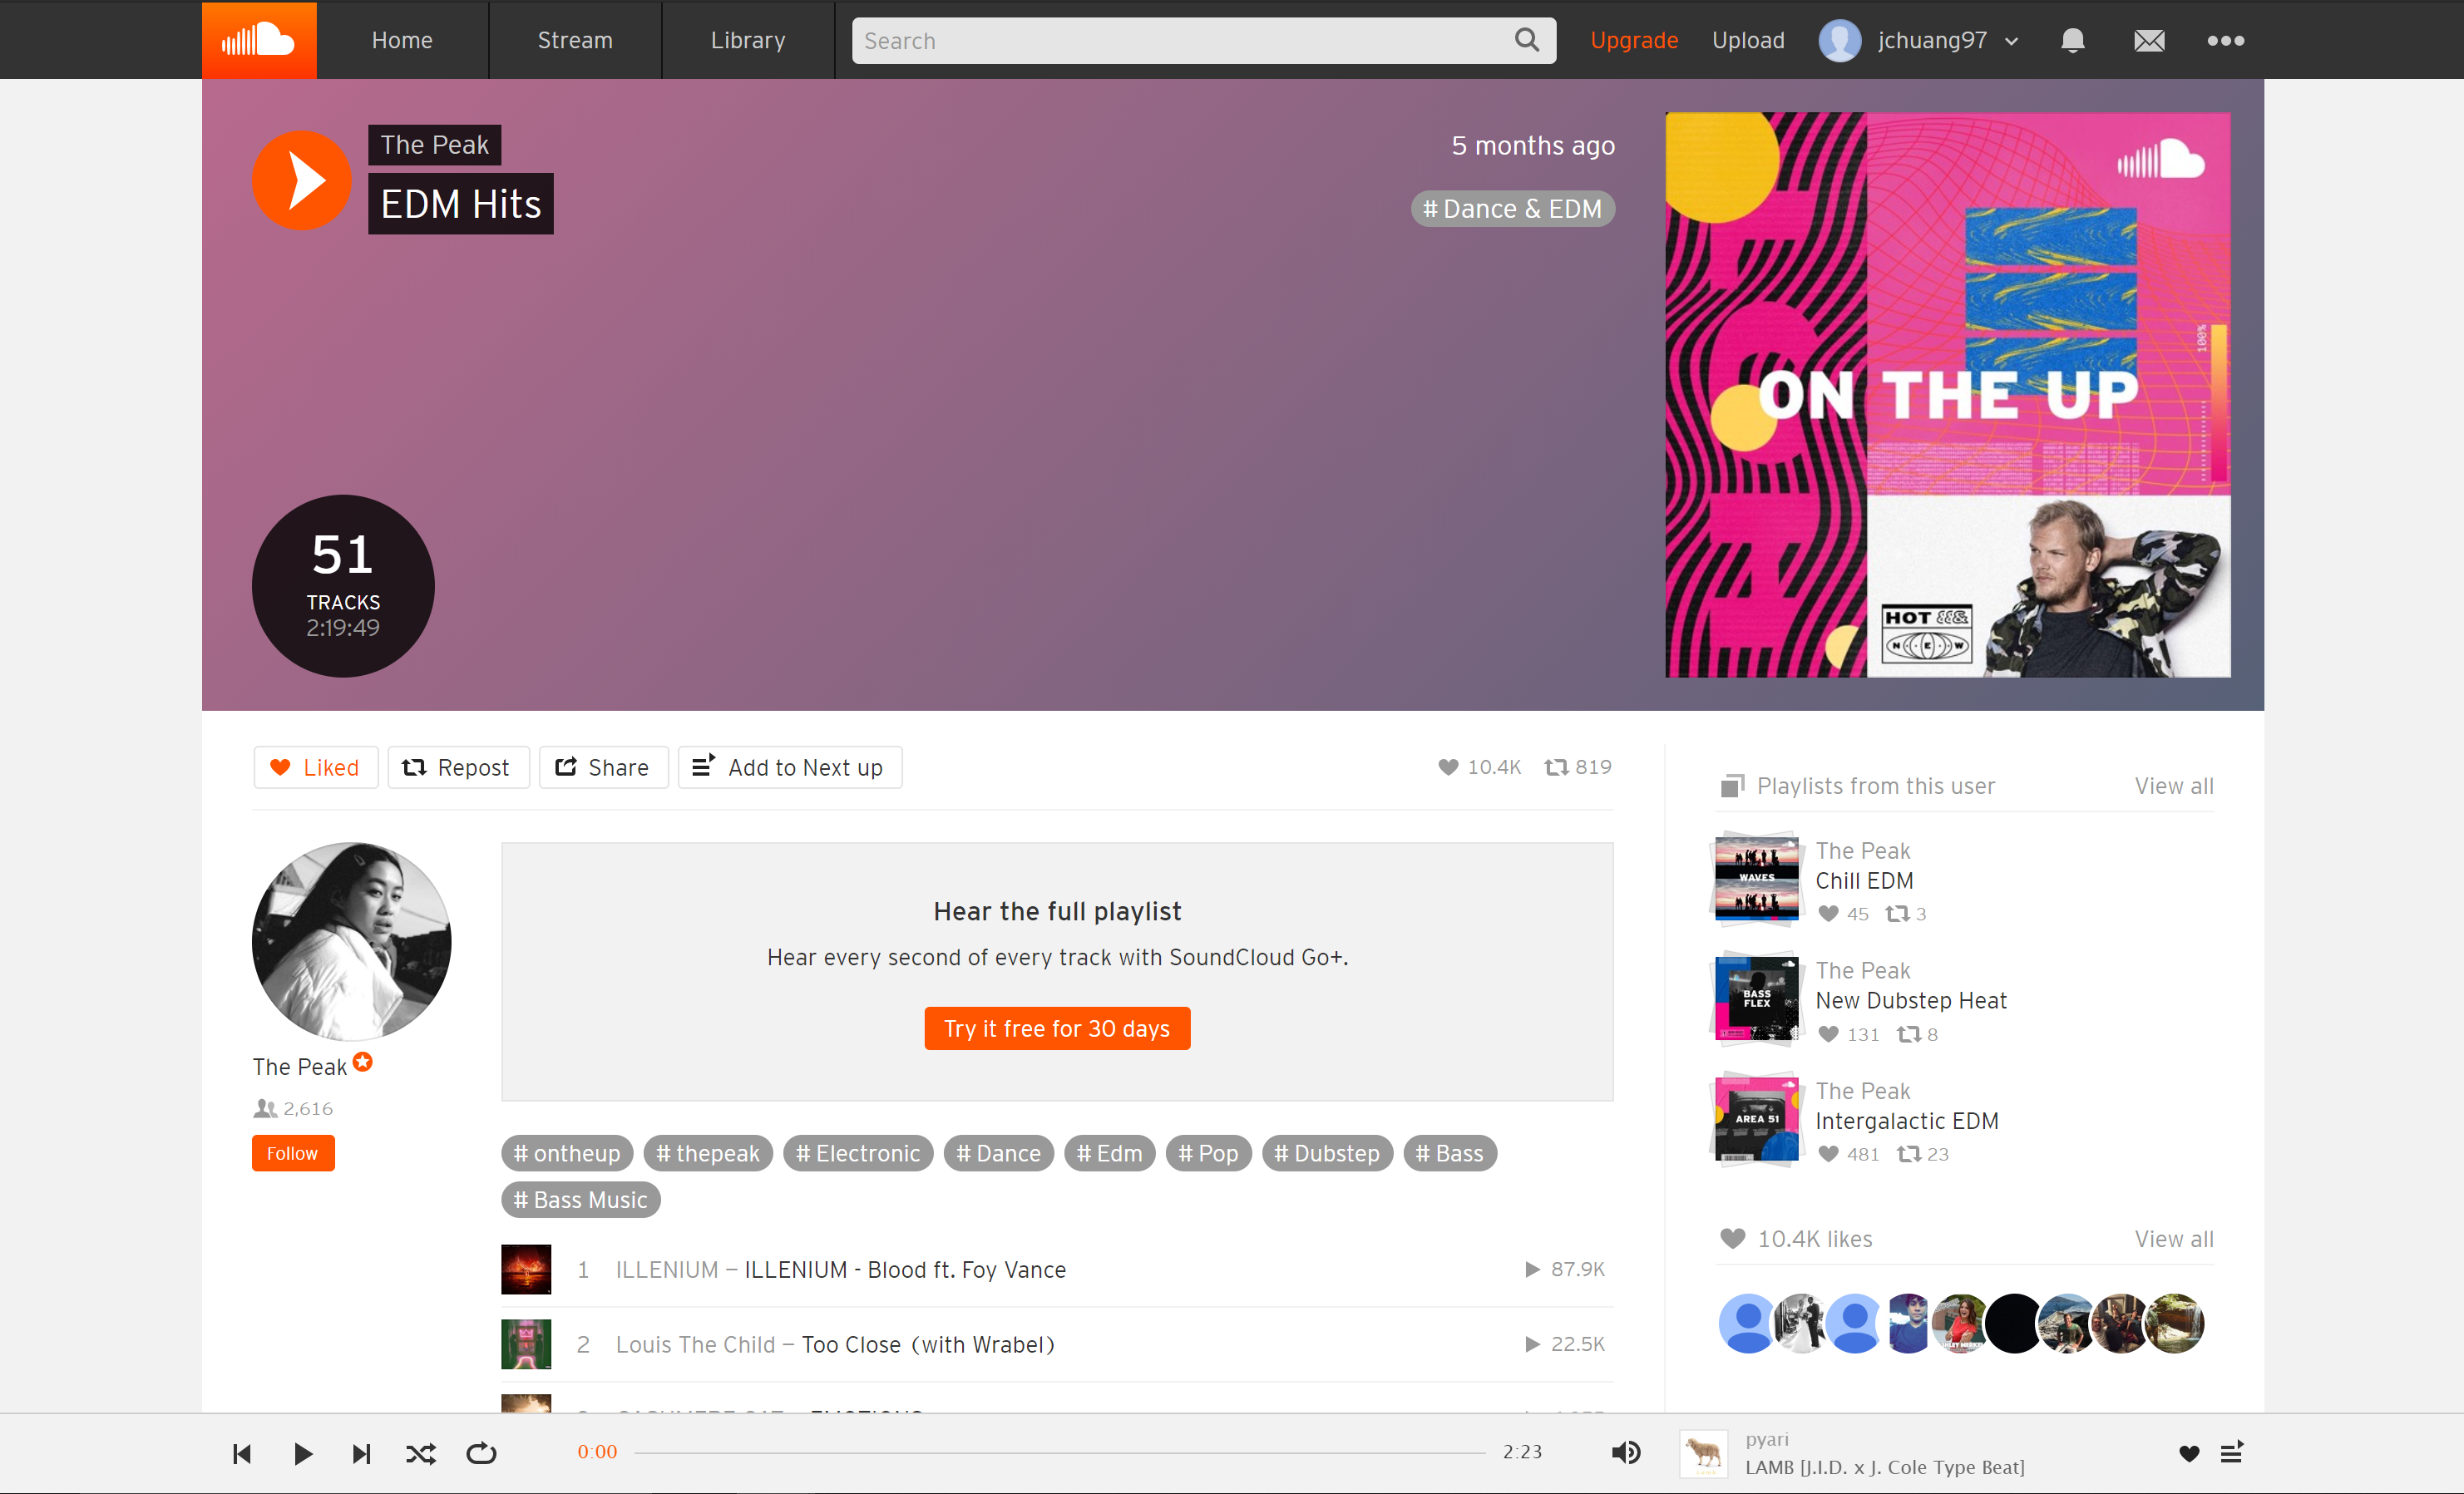 Home
Stream
Library
Search
Upgrade
Upload
jchuang97
The Peak
EDM Hits
5 months ago
# Dance & EDM
100%
ON THE UP
HOT
NEW
51
TRACKS
2:19:49
Liked
Repost
Share
Add to Next up
10.4K
819
Hear the full playlist
Hear every second of every track with SoundCloud Go+.
Try it free for 30 days
The Peak
2,616
Follow
# ontheup
# thepeak
# Electronic
# Dance
# Edm
# Pop
# Dubstep
# Bass
# Bass Music
1 ILLENIUM – ILLENIUM - Blood ft. Foy Vance
87.9K
2 Louis The Child – Too Close (with Wrabel)
22.5K
Playlists from this user
View all
WAVES
The Peak
Chill EDM
45
3
BASS
FLEX
The Peak
New Dubstep Heat
131
8
AREA 51
The Peak
Intergalactic EDM
481
23
10.4K likes
View all
0:00
2:23
pyari
LAMB [J.I.D. x J. Cole Type Beat]